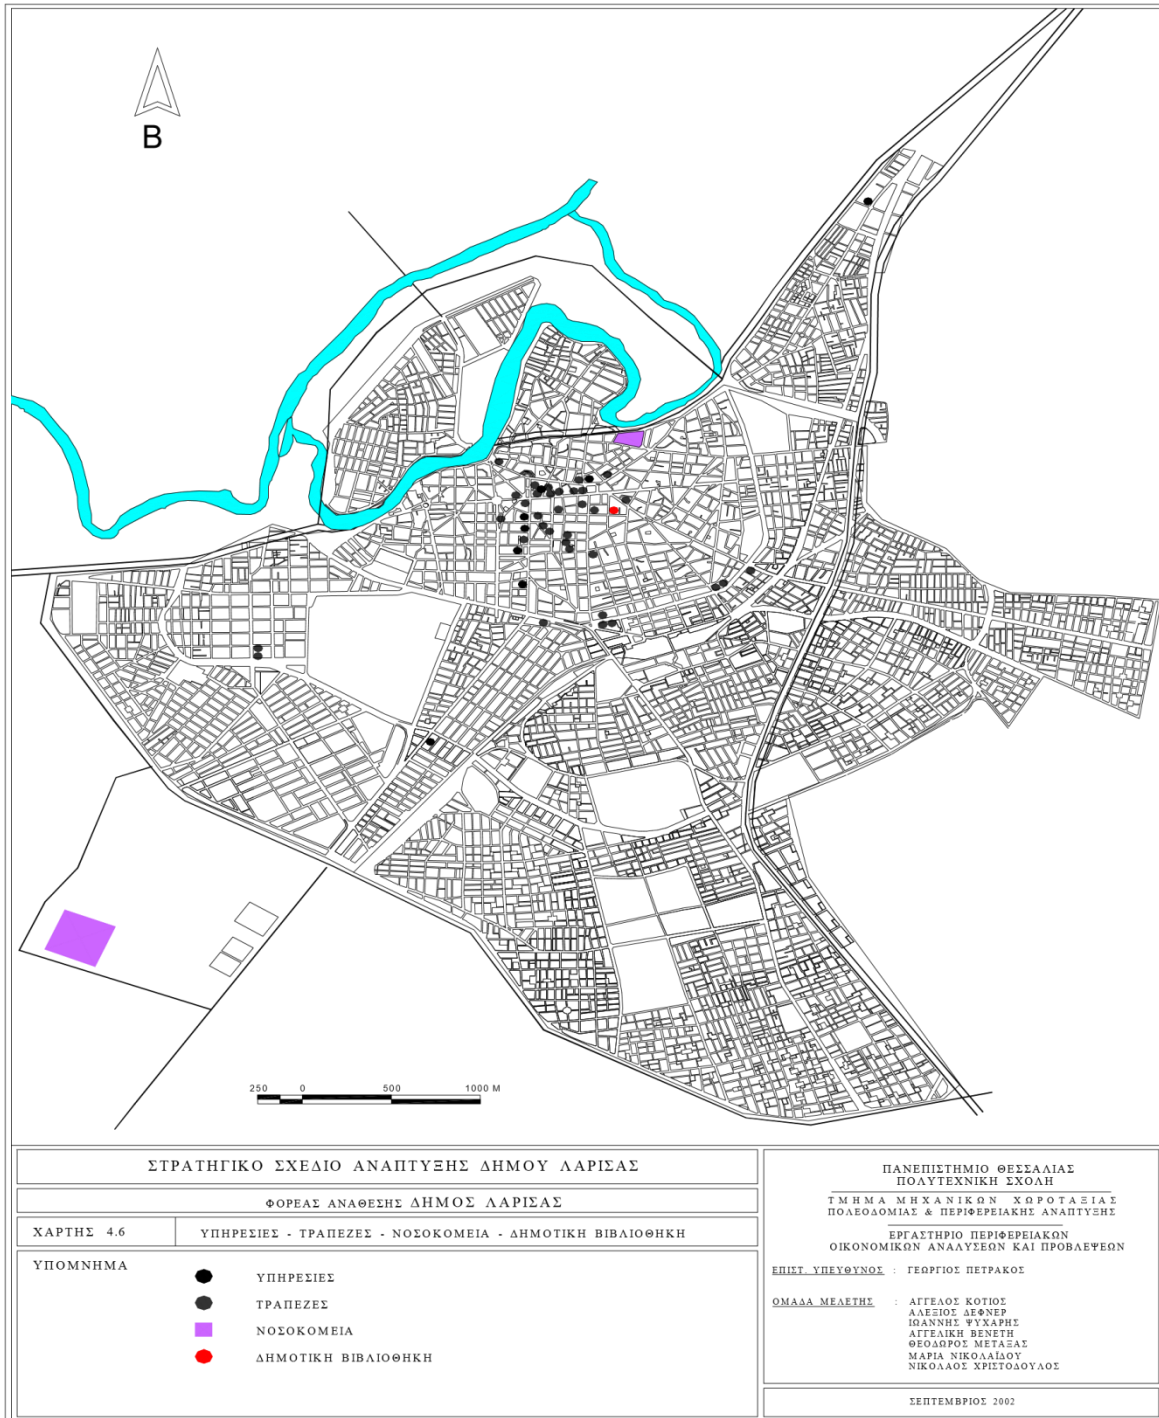 Β
250 0 500 1000 M
ΣΤΡΑΤΗΓΙΚΟ ΣΧΕΔΙΟ ΑΝΑΠΤΥΞΗΣ ΔΗΜΟΥ ΛΑΡΙΣΑΣ
ΦΟΡΕΑΣ ΑΝΑΘΕΣΗΣ ΔΗΜΟΣ ΛΑΡΙΣΑΣ
ΧΑΡΤΗΣ 4.6
ΥΠΗΡΕΣΙΕΣ - ΤΡΑΠΕΖΕΣ - ΝΟΣΟΚΟΜΕΙΑ - ΔΗΜΟΤΙΚΗ ΒΙΒΛΙΟΘΗΚΗ
ΥΠΟΜΝΗΜΑ
ΥΠΗΡΕΣΙΕΣ
ΤΡΑΠΕΖΕΣ
ΝΟΣΟΚΟΜΕΙΑ
ΔΗΜΟΤΙΚΗ ΒΙΒΛΙΟΘΗΚΗ
ΠΑΝΕΠΙΣΤΗΜΙΟ ΘΕΣΣΑΛΙΑΣ
ΠΟΛΥΤΕΧΝΙΚΗ ΣΧΟΛΗ
ΤΜΗΜΑ ΜΗΧΑΝΙΚΩΝ ΧΩΡΟΤΑΞΙΑΣ
ΠΟΛΕΟΔΟΜΙΑΣ & ΠΕΡΙΦΕΡΕΙΑΚΗΣ ΑΝΑΠΤΥΞΗΣ
ΕΡΓΑΣΤΗΡΙΟ ΠΕΡΙΦΕΡΕΙΑΚΩΝ
ΟΙΚΟΝΟΜΙΚΩΝ ΑΝΑΛΥΣΕΩΝ ΚΑΙ ΠΡΟΒΛΕΨΕΩΝ
ΕΠΙΣΤ. ΥΠΕΥΘΥΝΟΣ : ΓΕΩΡΓΙΟΣ ΠΕΤΡΑΚΟΣ
ΟΜΑΔΑ ΜΕΛΕΤΗΣ : ΑΓΓΕΛΟΣ ΚΟΤΙΟΣ
ΑΛΕΞΙΟΣ ΔΕΦΝΕΡ
ΙΩΑΝΝΗΣ ΨΥΧΑΡΗΣ
ΑΓΓΕΛΙΚΗ ΒΕΝΕΤΗ
ΘΕΟΔΩΡΟΣ ΜΕΤΑΞΑΣ
ΜΑΡΙΑ ΝΙΚΟΛΑΪΔΟΥ
ΝΙΚΟΛΑΟΣ ΧΡΙΣΤΟΔΟΥΛΟΣ
ΣΕΠΤΕΜΒΡΙΟΣ 2002